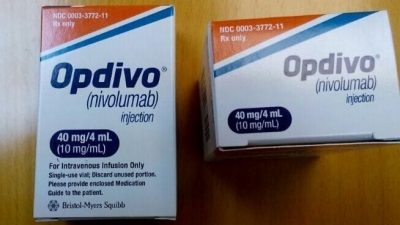 NDC 0003-3772-11
Rx only
Opdivo®
(nivolumab)
injection
40 mg/4 mL
(10 mg/mL)
For Intravenous Infusion Only
Single-use vial; Discard unused portion.
Please provide enclosed Medication
Guide to the patient.
Bristol-Myers Squibb
NDC 0003-3772-11
Rx only
Opdivo®
(nivolumab)
injection
40 mg/4 mL
(10 mg/mL)